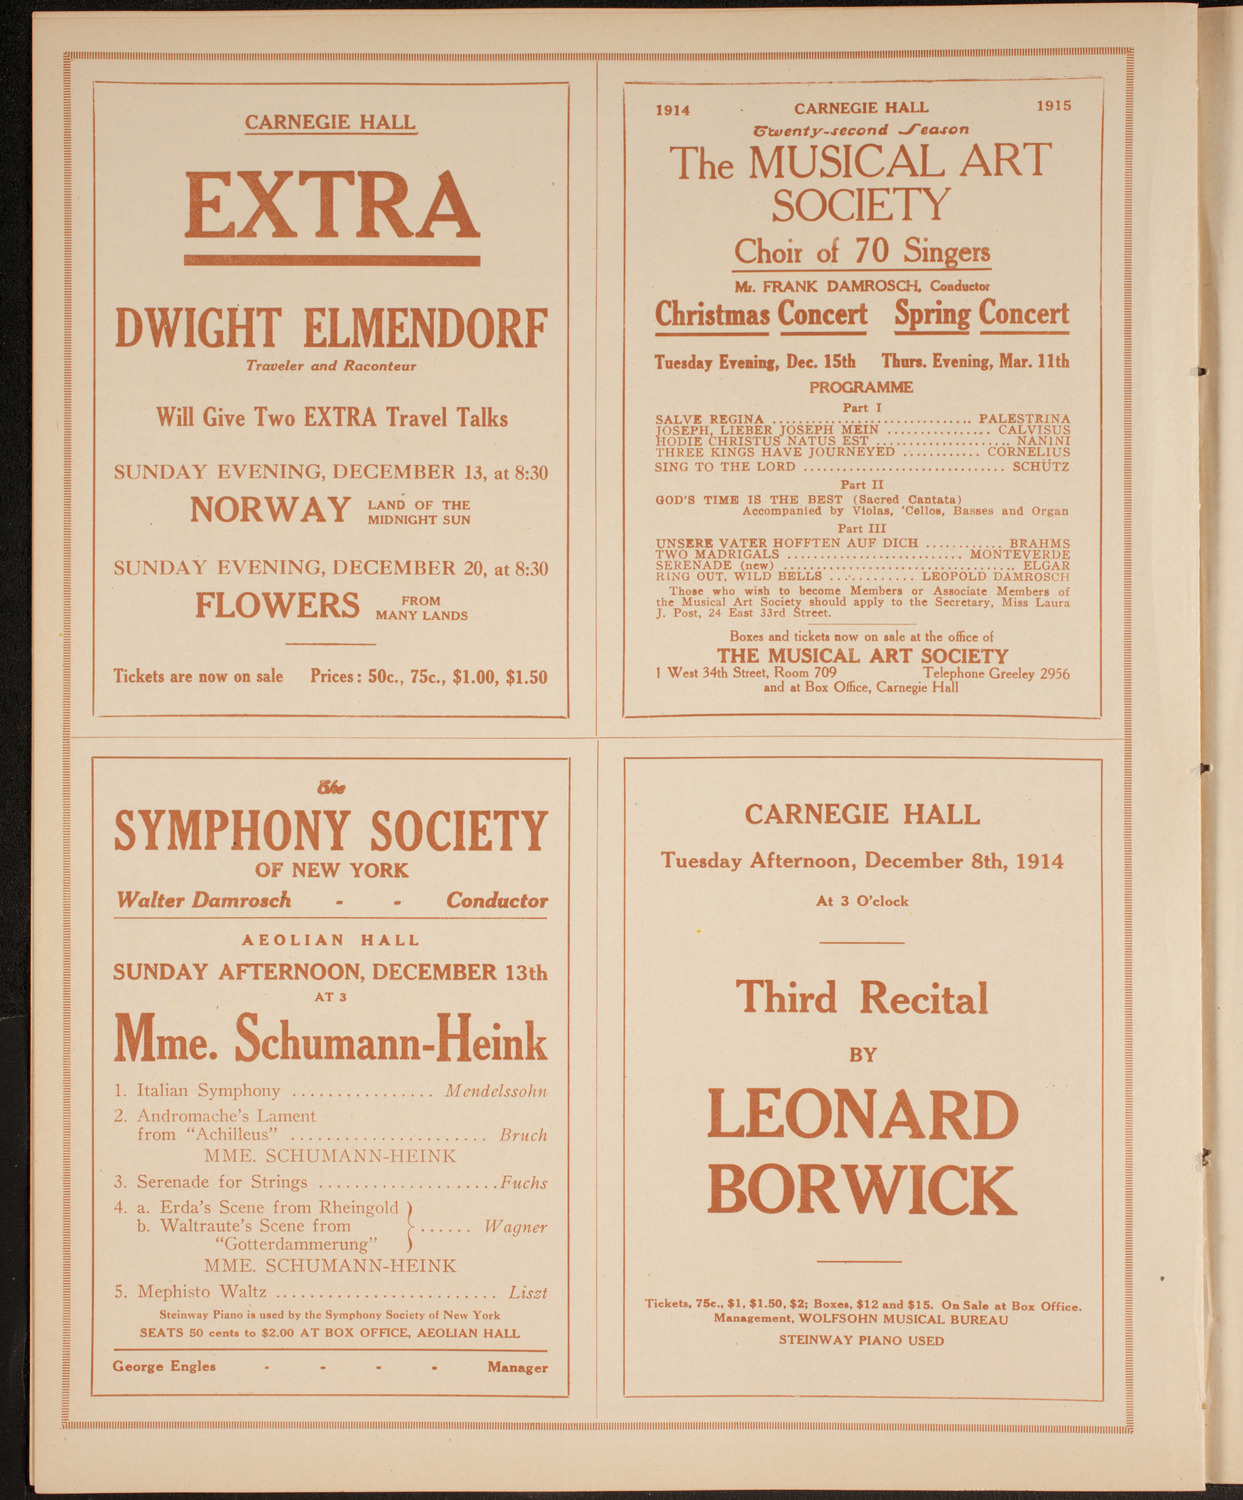 CARNEGIE HALL
EXTRA
DWIGHT ELMENDORF
Traveler and Raconteur
Will Give Two EXTRA Travel Talks
SUNDAY EVENING, DECEMBER 13, at 8:30
NORWAY LAND OF THE
MIDNIGHT SUN
SUNDAY EVENING, DECEMBER 20, at 8:30
FLOWERS FROM
MANY LANDS
Tickets are now on sale Prices: 50c., 75c., $1.00, $1.50
1914 CARNEGIE HALL 1915
Twenty-second Season
The MUSICAL ART
SOCIETY
Choir of 70 Singers
Mr. FRANK DAMROSCH, Conductor
Christmas Concert Spring Concert
Tuesday Evening, Dec. 15th Thurs. Evening, Mar. 11th
PROGRAMME
Part I
SALVE REGINA .............................. PALESTRINA
JOSEPH, LIEBER JOSEPH MEIN ................ CALVISUS
HODIE CHRISTUS NATUS EST .................... NANINI
THREE KINGS HAVE JOURNEYED ............ CORNELIUS
SING TO THE LORD .............................. SCHÜTZ
Part II
GOD'S TIME IS THE BEST (Sacred Cantata)
Accompanied by Violas, 'Cellos, Basses and Organ
Part III
UNSERE VATER HOFFTEN AUF DICH ............ BRAHMS
TWO MADRIGALS .......................... MONTEVERDE
SERENADE (new) ................................... ELGAR
RING OUT, WILD BELLS ............. LEOPOLD DAMROSCH
Those who wish to become Members or Associate Members of
the Musical Art Society should apply to the Secretary, Miss Laura
J. Post, 24 East 33rd Street.
Boxes and tickets now on sale at the office of
THE MUSICAL ART SOCIETY
1 West 34th Street, Room 709 Telephone Greeley 2956
and at Box Office, Carnegie Hall
The
SYMPHONY SOCIETY
OF NEW YORK
Walter Damrosch - - Conductor
AEOLIAN HALL
SUNDAY AFTERNOON, DECEMBER 13th
AT 3
Mme. Schumann-Heink
1. Italian Symphony ................ Mendelssohn
2. Andromache's Lament
from "Achilleus" ...................... Bruch
MME. SCHUMANN-HEINK
3. Serenade for Strings .................... Fuchs
4. a. Erda's Scene from Rheingold
b. Waltraute's Scene from } ...... Wagner
"Gotterdammerung"
MME. SCHUMANN-HEINK
5. Mephisto Waltz ......................... Liszt
Steinway Piano is used by the Symphony Society of New York
SEATS 50 cents to $2.00 AT BOX OFFICE, AEOLIAN HALL
George Engles - - - - Manager
CARNEGIE HALL
Tuesday Afternoon, December 8th, 1914
At 3 O'clock
Third Recital
BY
LEONARD
BORWICK
Tickets, 75c., $1, $1.50, $2; Boxes, $12 and $15. On Sale at Box Office.
Management, WOLFSOHN MUSICAL BUREAU
STEINWAY PIANO USED